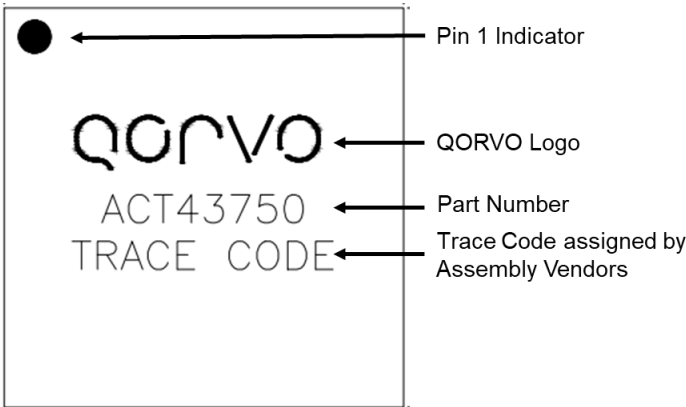 Pin 1 Indicator
QORVO
QORVO Logo
ACT43750
Part Number
TRACE CODE
Trace Code assigned by
Assembly Vendors